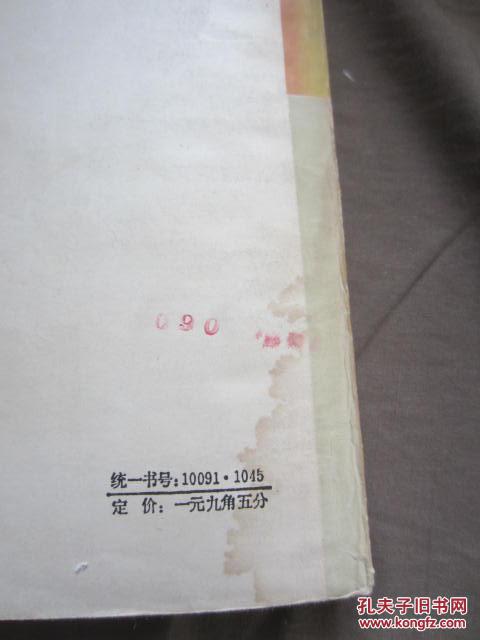 090
统一书号：10091·1045
定 价：一元九角五分
孔夫子旧书网
www.kongfz.com